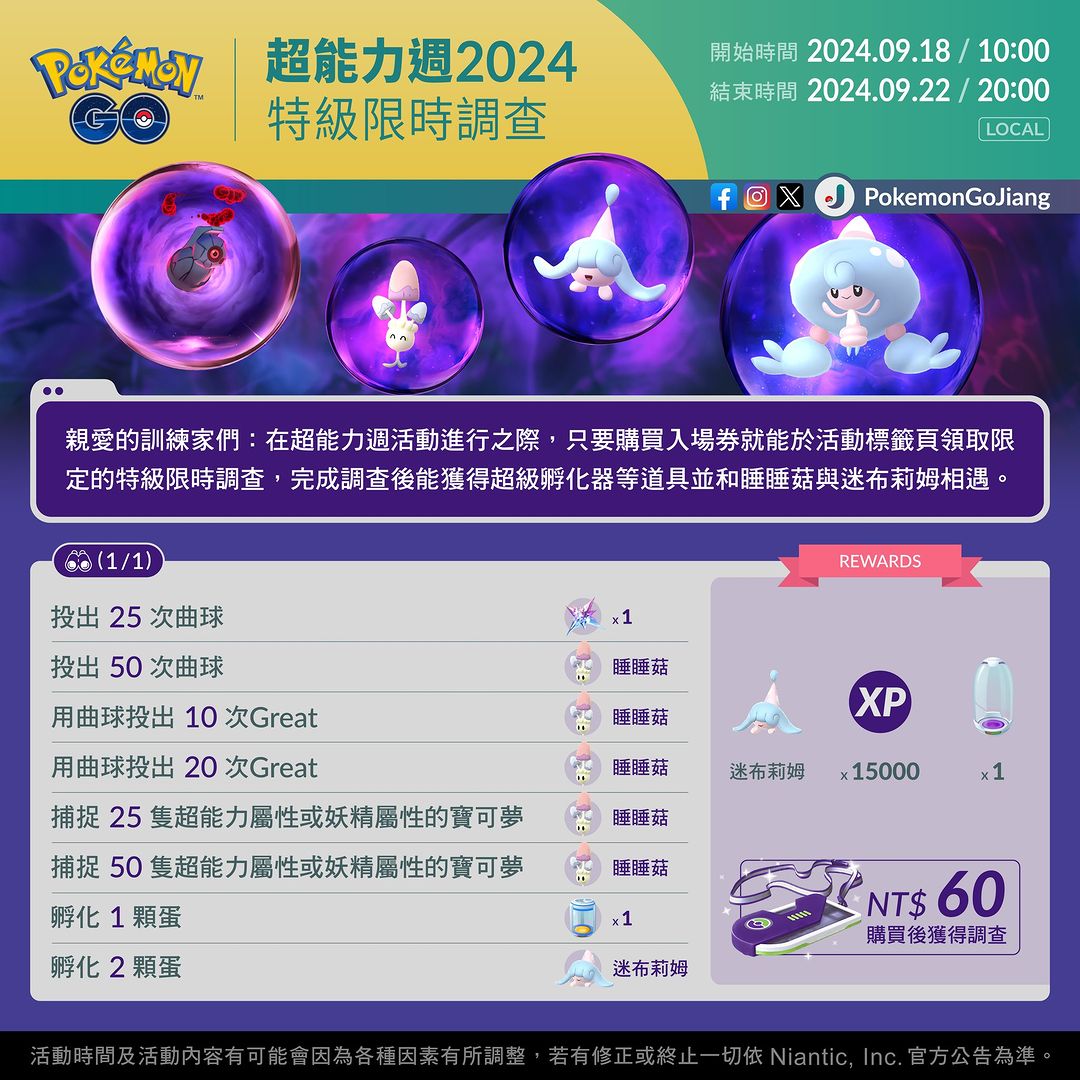 POKÉMON
GO
TM
超能力週2024
特級限時調查
開始時間 2024.09.18 / 10:00
結束時間 2024.09.22 / 20:00
LOCAL
PokemonGoJiang
親愛的訓練家們：在超能力週活動進行之際，只要購買入場券就能於活動標籤頁領取限
定的特級限時調查，完成調查後能獲得超級孵化器等道具並和睡睡菇與迷布莉姆相遇。
(1/1)
投出 25 次曲球 x1
投出 50 次曲球 睡睡菇
用曲球投出 10 次Great 睡睡菇
用曲球投出 20 次Great 睡睡菇
捕捉 25 隻超能力屬性或妖精屬性的寶可夢 睡睡菇
捕捉 50 隻超能力屬性或妖精屬性的寶可夢 睡睡菇
孵化 1 顆蛋 x1
孵化 2 顆蛋 迷布莉姆
REWARDS
XP
迷布莉姆 x15000 x1
NT$ 60
購買後獲得調查
活動時間及活動內容有可能會因為各種因素有所調整，若有修正或終止一切依 Niantic, Inc. 官方公告為準。